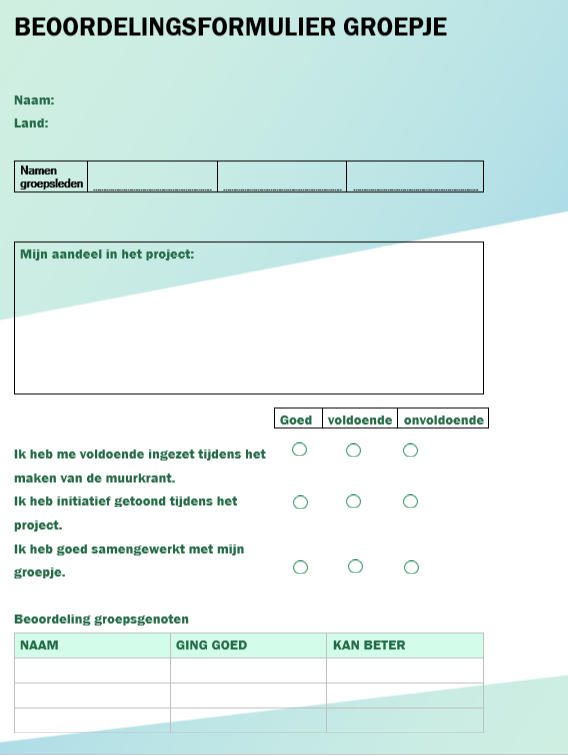 BEOORDELINGSFORMULIER GROEPJE
Naam:
Land:
Namen
groepsleden
Mijn aandeel in het project:
Goed voldoende onvoldoende
Ik heb me voldoende ingezet tijdens het
maken van de muurkrant.
Ik heb initiatief getoond tijdens het
project.
Ik heb goed samengewerkt met mijn
groepje.
Beoordeling groepsgenoten
NAAM GING GOED KAN BETER